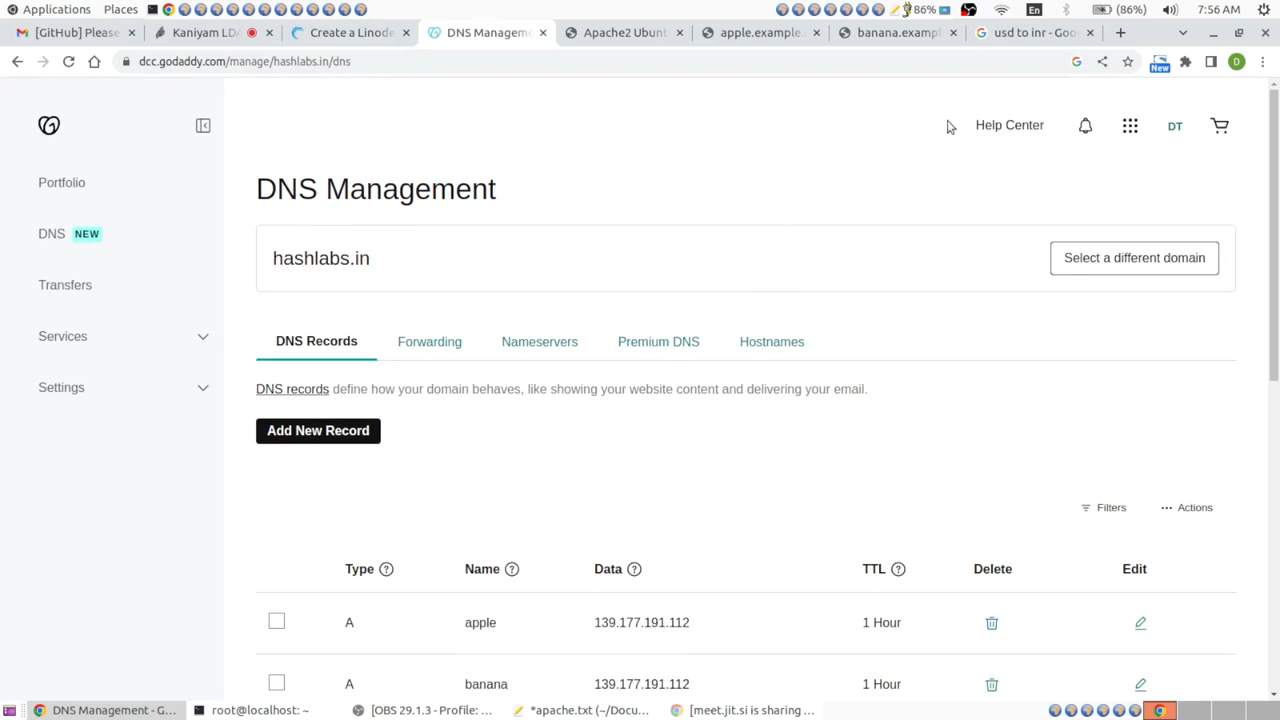 Applications Places 86% En (86%) 7:56 AM
[GitHub] Please Kaniyam LDA Create a Linode DNS Managem Apache2 Ubunt apple.example. banana.exampl usd to inr - Goo
dcc.godaddy.com/manage/hashlabs.in/dns New D
Help Center DT
Portfolio
DNS NEW
Transfers
Services
Settings
DNS Management
hashlabs.in Select a different domain
DNS Records Forwarding Nameservers Premium DNS Hostnames
DNS records define how your domain behaves, like showing your website content and delivering your email.
Add New Record
Filters ... Actions
Type ? Name ? Data ? TTL ? Delete Edit
A apple 139.177.191.112 1 Hour
A banana 139.177.191.112 1 Hour
DNS Management - G... root@localhost: ~ [OBS 29.1.3 - Profile: ... *apache.txt (~/Docu... [meet.jit.si is sharing ...